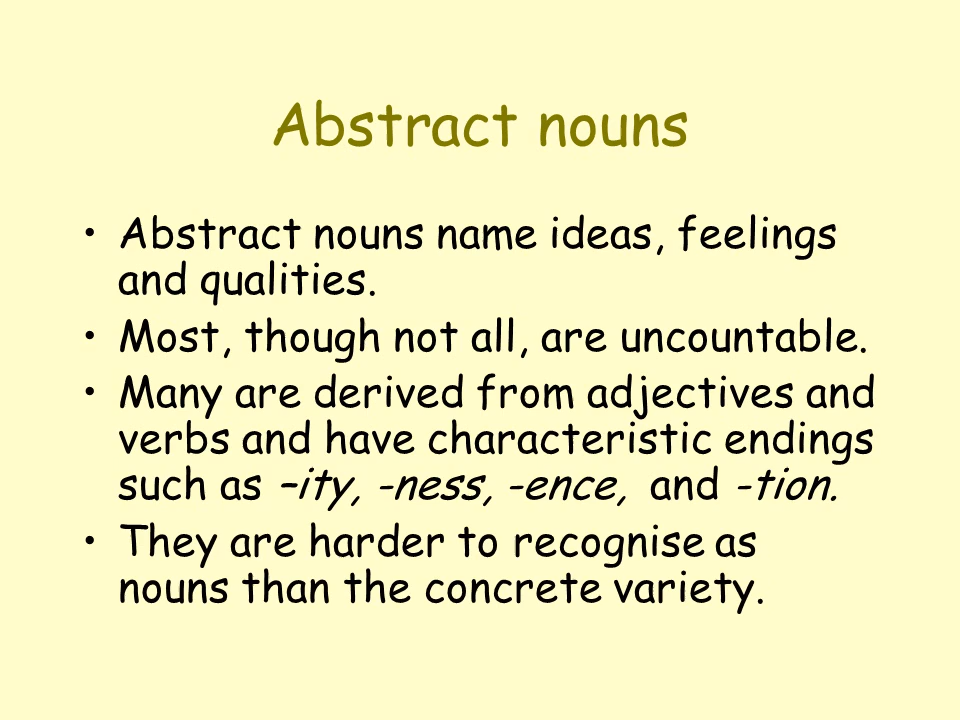 Abstract nouns
• Abstract nouns name ideas, feelings
and qualities.
• Most, though not all, are uncountable.
• Many are derived from adjectives and
verbs and have characteristic endings
such as –ity, -ness, -ence, and -tion.
• They are harder to recognise as
nouns than the concrete variety.